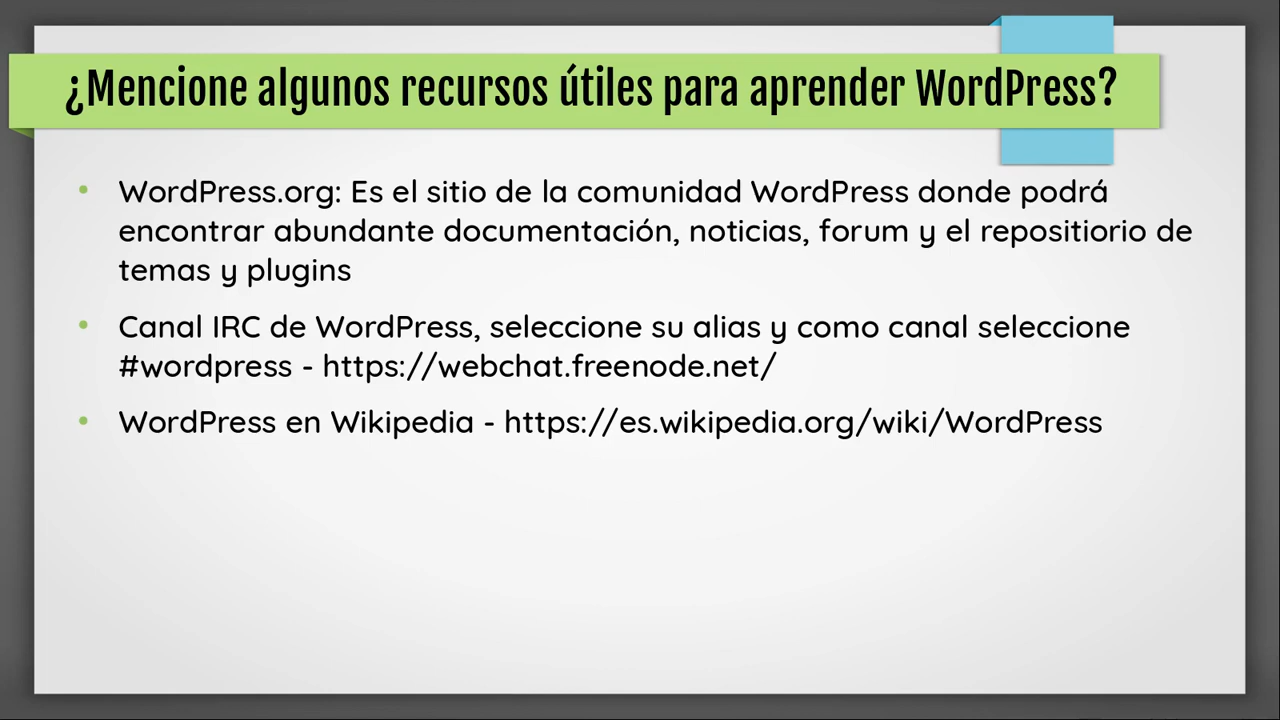 ¿Mencione algunos recursos útiles para aprender WordPress?
• WordPress.org: Es el sitio de la comunidad WordPress donde podrá
encontrar abundante documentación, noticias, forum y el repositiorio de
temas y plugins
• Canal IRC de WordPress, seleccione su alias y como canal seleccione
#wordpress - https://webchat.freenode.net/
• WordPress en Wikipedia - https://es.wikipedia.org/wiki/WordPress